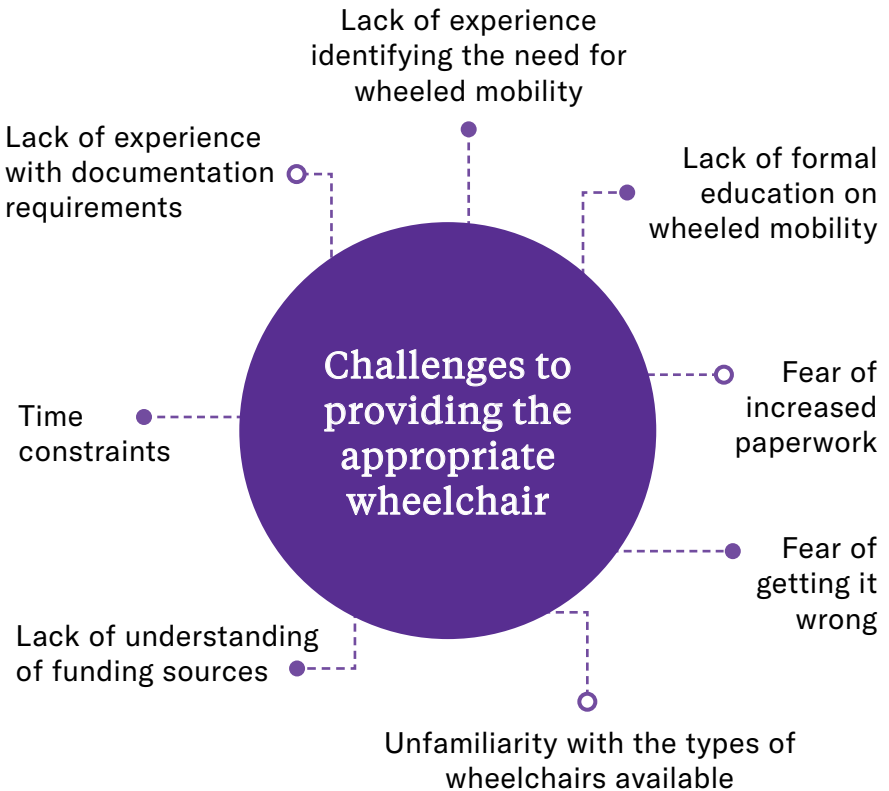 Lack of experience
identifying the need for
wheeled mobility
Lack of experience
with documentation
requirements
Lack of formal
education on
wheeled mobility
Challenges to
providing the
appropriate
wheelchair
Time
constraints
Fear of
increased
paperwork
Fear of
getting it
wrong
Lack of understanding
of funding sources
Unfamiliarity with the types of
wheelchairs available